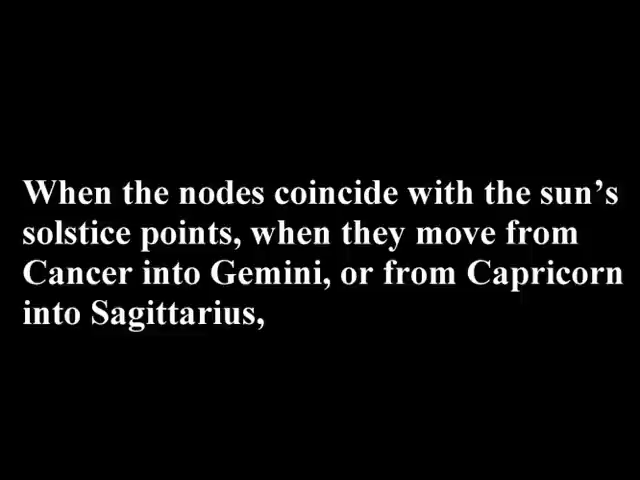 When the nodes coincide with the sun’s
solstice points, when they move from
Cancer into Gemini, or from Capricorn
into Sagittarius,